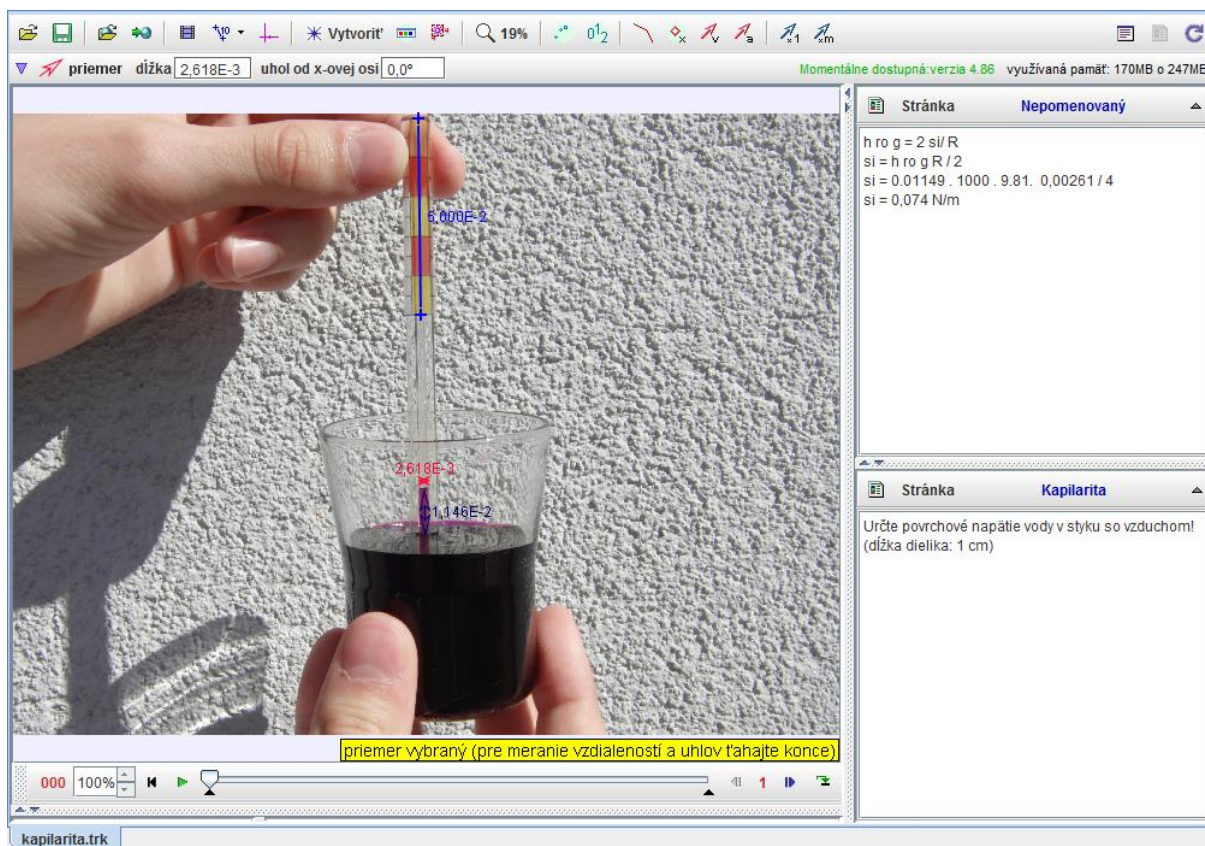 Vytvoriť 19%
priemer dĺžka 2,618E-3 uhol od x-ovej osi 0,0° Momentálne dostupná:verzia 4.86 využívaná pamäť: 170MB o 247MB
5,000E-2
2,618E-3
1,146E-2
priemer vybraný (pre meranie vzdialeností a uhlov ťahajte konce)
000 100% 1
Stránka Nepomenovaný
h ro g = 2 si/ R
si = h ro g R / 2
si = 0.01149 . 1000 . 9.81. 0,00261 / 4
si = 0,074 N/m
Stránka Kapilarita
Určte povrchové napätie vody v styku so vzduchom!
(dĺžka dielika: 1 cm)
kapilarita.trk